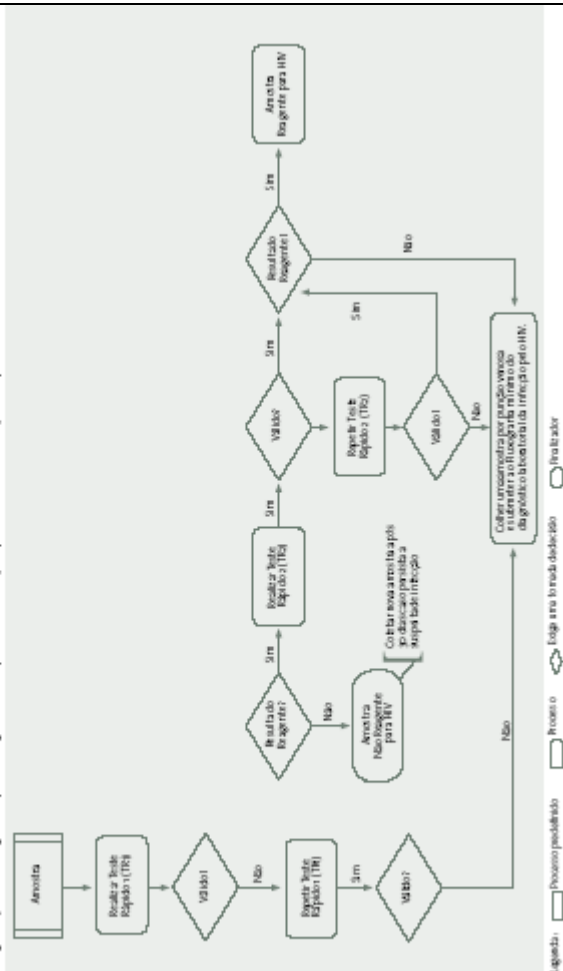 Amostra
Realizar Teste
Rápido 1 (TR1)
Válido?
Não
Repetir Teste
Rápido 1 (TR1)
Sim
Válido?
Não
Resultado
Reagente?
Não
Amostra
Não Reagente
para HIV
Coletar nova amostra após
30 dias caso persista a
suspeita de infecção
Sim
Realizar Teste
Rápido 2 (TR2)
Sim
Válido?
Repetir Teste
Rápido 2 (TR2)
Válido?
Não
Sim
Sim
Resultado
Reagente?
Não
Sim
Amostra
Reagente para HIV
Colher uma amostra por punção venosa
e submeter ao Fluxograma mínimo do
diagnóstico laboratorial da infecção pelo HIV.
Processo predefinido
Processo
Exige uma tomada de decisão
Finalizador